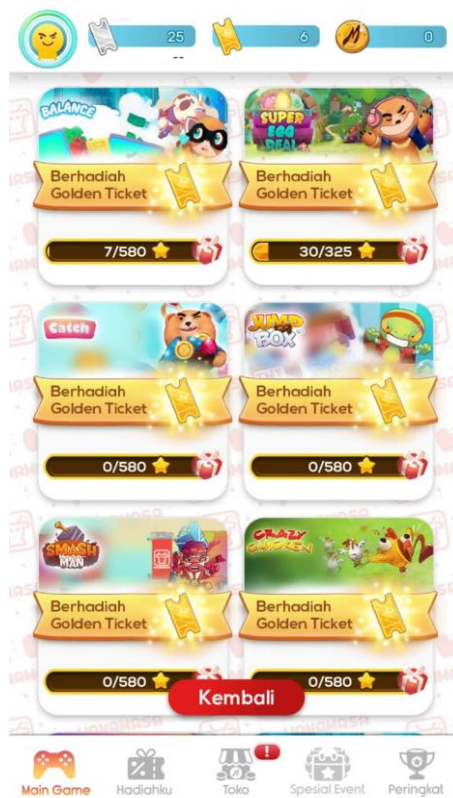 25
--
6
0
BALANCE
SUPER
EGG
DEAL
Berhadiah
Golden Ticket
Berhadiah
Golden Ticket
7/580
30/325
Catch
JUMP
BOX
Berhadiah
Golden Ticket
Berhadiah
Golden Ticket
0/580
0/580
SMASH
MAN
CRAZY
CHICKEN
Berhadiah
Golden Ticket
Berhadiah
Golden Ticket
0/580
0/580
Kembali
!
Main Game
Hadiahku
Toko
Spesial Event
Peringkat